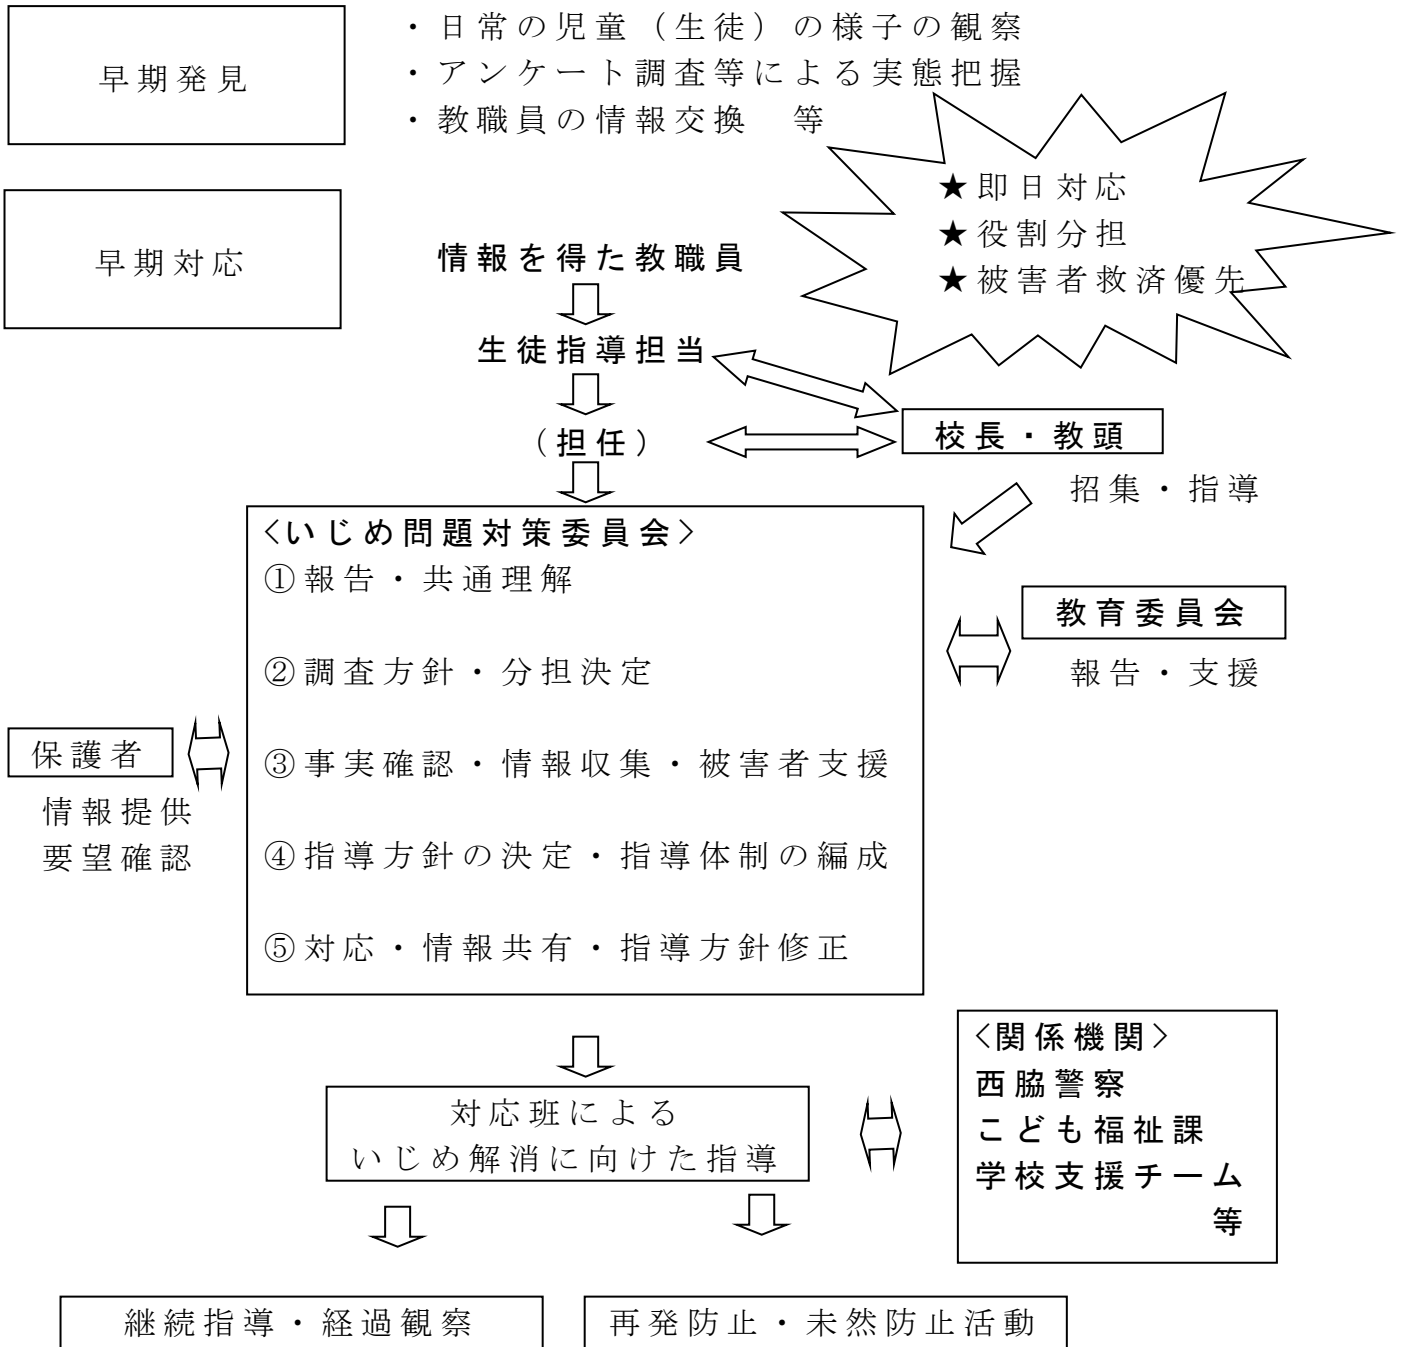 早期発見
・日常の児童（生徒）の様子の観察
・アンケート調査等による実態把握
・教職員の情報交換　等
★即日対応
★役割分担
★被害者救済優先
早期対応
情報を得た教職員
生徒指導担当
（担任）
校長・教頭
招集・指導
<いじめ問題対策委員会>
①報告・共通理解
②調査方針・分担決定
③事実確認・情報収集・被害者支援
④指導方針の決定・指導体制の編成
⑤対応・情報共有・指導方針修正
教育委員会
報告・支援
保護者
情報提供
要望確認
対応班による
いじめ解消に向けた指導
<関係機関>
西脇警察
こども福祉課
学校支援チーム
等
継続指導・経過観察
再発防止・未然防止活動